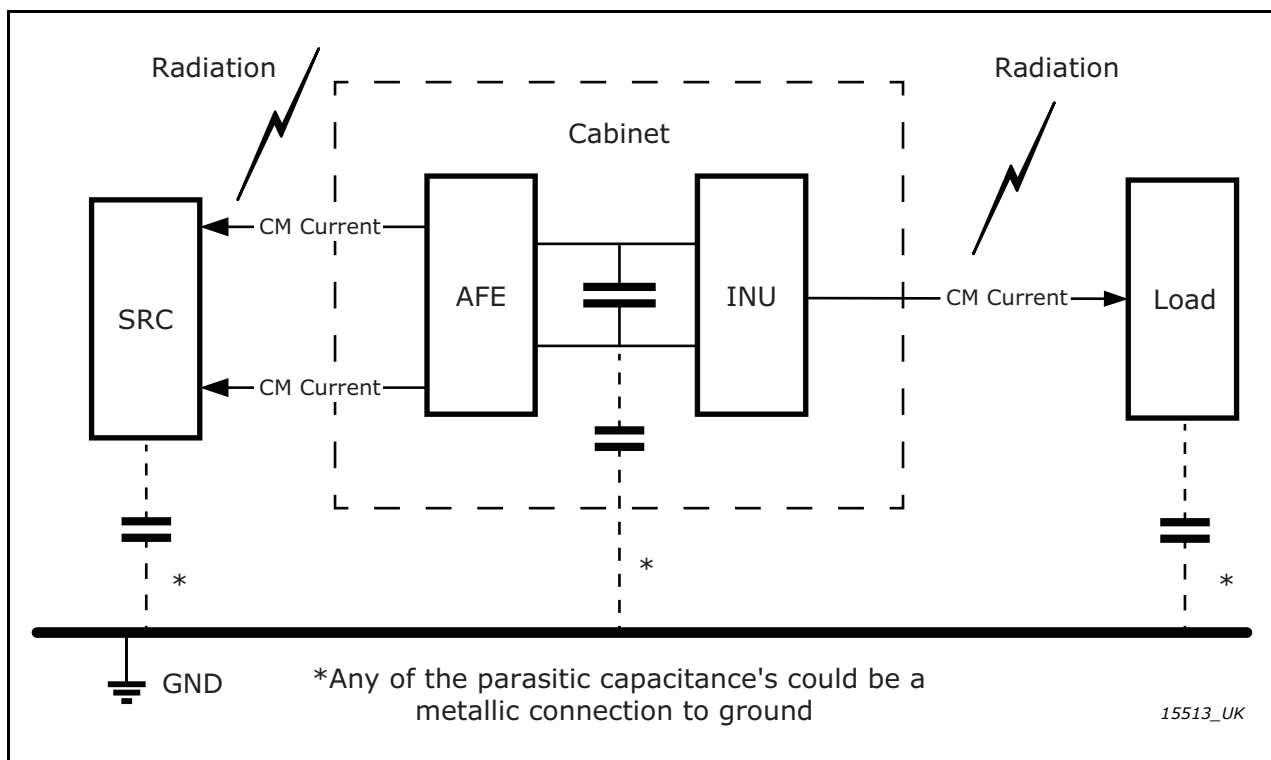 Radiation
Radiation
Cabinet
CM Current
AFE
INU
SRC
CM Current
Load
CM Current
*
*
*
GND
*Any of the parasitic capacitance's could be a
metallic connection to ground
15513_UK